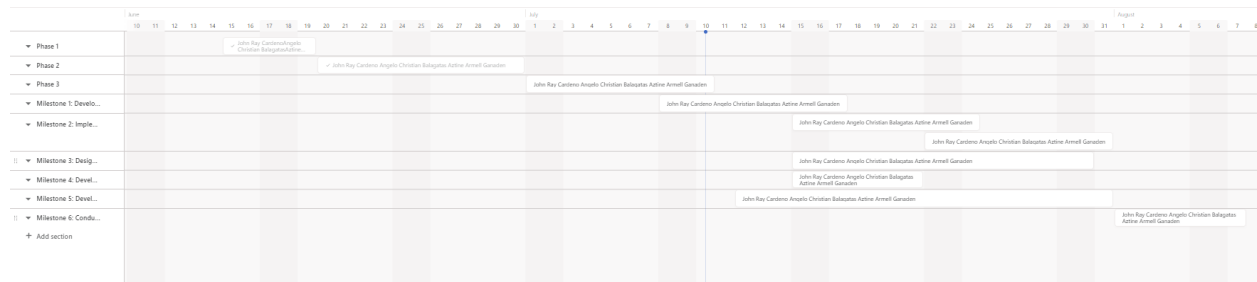 June
July
August
10 11 12 13 14 15 16 17 18 19 20 21 22 23 24 25 26 27 28 29 30 1 2 3 4 5 6 7 8 9 10 11 12 13 14 15 16 17 18 19 20 21 22 23 24 25 26 27 28 29 30 31 1 2 3 4 5 6 7
Phase 1
John Ray CardenoAngelo
Christian BalagatasAztine...
Phase 2
John Ray Cardeno Angelo Christian Balagatas Aztine Armell Ganaden
Phase 3
John Ray Cardeno Angelo Christian Balagatas Aztine Armell Ganaden
Milestone 1: Develo...
John Ray Cardeno Angelo Christian Balagatas Aztine Armell Ganaden
Milestone 2: Imple...
John Ray Cardeno Angelo Christian Balagatas Aztine Armell Ganaden
John Ray Cardeno Angelo Christian Balagatas Aztine Armell Ganaden
Milestone 3: Desig...
John Ray Cardeno Angelo Christian Balagatas Aztine Armell Ganaden
Milestone 4: Devel...
John Ray Cardeno Angelo Christian Balagatas
Aztine Armell Ganaden
Milestone 5: Devel...
John Ray Cardeno Angelo Christian Balagatas Aztine Armell Ganaden
Milestone 6: Condu...
John Ray Cardeno Angelo Christian Balagatas
Aztine Armell Ganaden
+ Add section